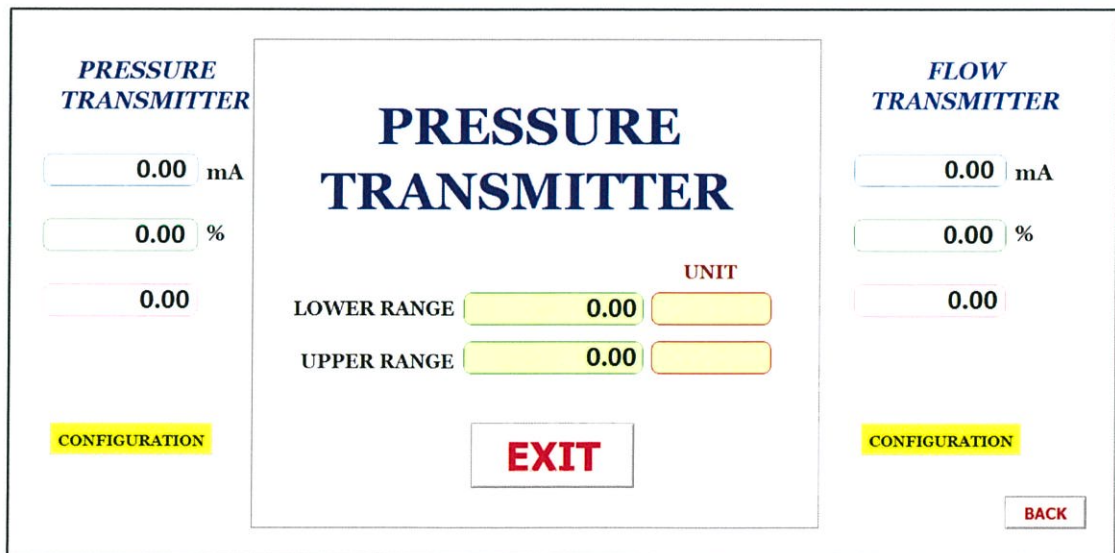 PRESSURE
TRANSMITTER
0.00 mA
0.00 %
0.00
CONFIGURATION
PRESSURE
TRANSMITTER
UNIT
LOWER RANGE 0.00
UPPER RANGE 0.00
EXIT
FLOW
TRANSMITTER
0.00 mA
0.00 %
0.00
CONFIGURATION
BACK